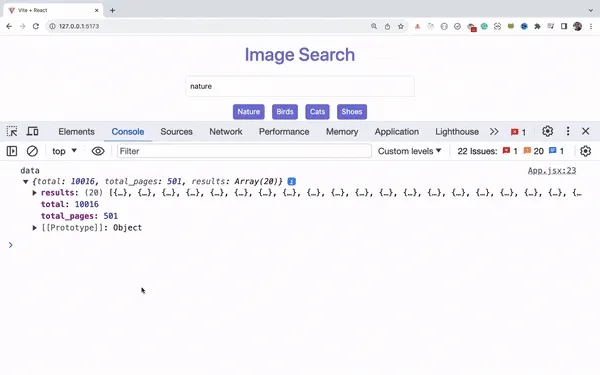 Vite + React
127.0.0.1:5173
Image Search
nature
Nature Birds Cats Shoes
Elements Console Sources Network Performance Memory Application Lighthouse >> 1
top Filter Custom levels 22 Issues: 1 20 1
data App.jsx:23
{total: 10016, total_pages: 501, results: Array(20)} i
results: (20) [{…}, {…}, {…}, {…}, {…}, {…}, {…}, {…}, {…}, {…}, {…}, {…}, {…}, {…}, {…}, {…}, {…}, {…}, {…}, {…
total: 10016
total_pages: 501
[[Prototype]]: Object